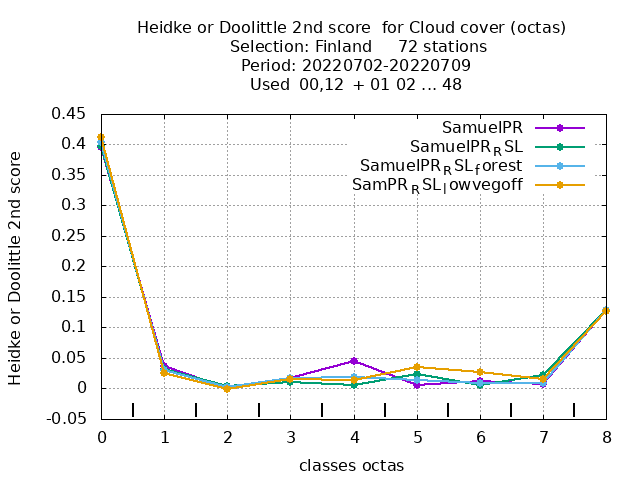 Heidke or Doolittle 2nd score  for Cloud cover (octas)
Selection: Finland     72 stations
Period: 20220702-20220709
Used  00,12  + 01 02 ... 48
SamuelPR
SamuelPR_RSL
SamuelPR_RSL_forest
SamPR_RSL_lowvegoff
Heidke or Doolittle 2nd score
0.45
0.4
0.35
0.3
0.25
0.2
0.15
0.1
0.05
0
-0.05
0 1 2 3 4 5 6 7 8
classes octas